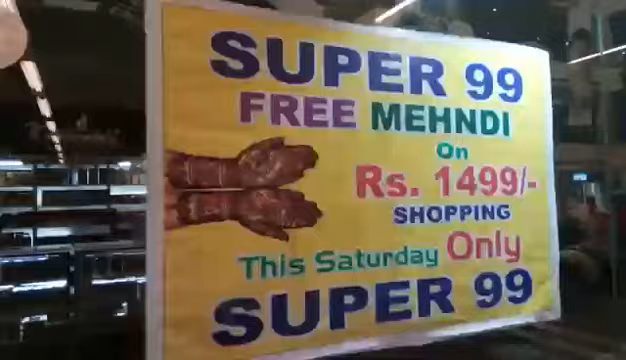 SUPER 99
FREE MEHNDI
On
Rs. 1499/-
SHOPPING
This Saturday Only
SUPER 99